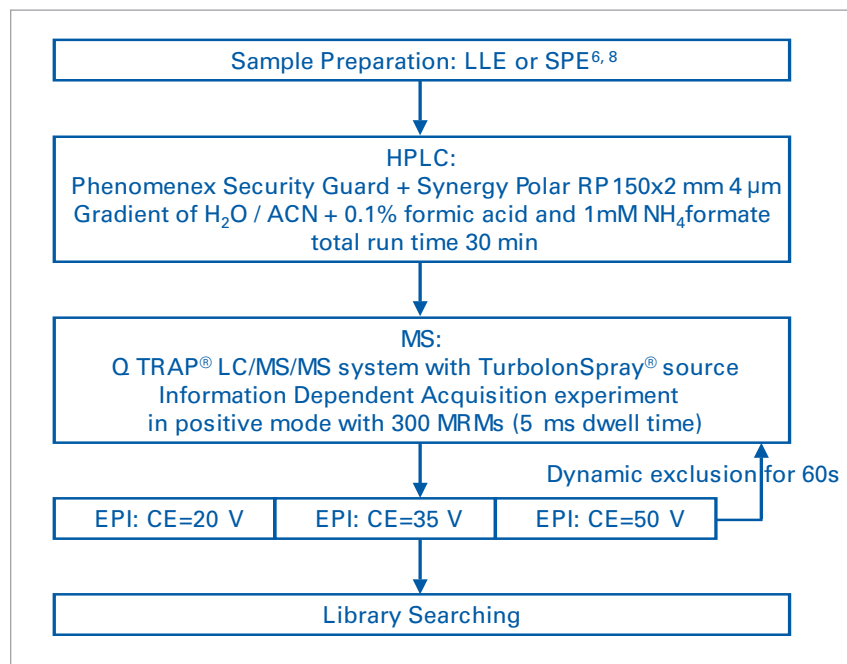 Sample Preparation: LLE or SPE6, 8
HPLC:
Phenomenex Security Guard + Synergy Polar RP 150x2 mm 4 µm
Gradient of H2O / ACN + 0.1% formic acid and 1mM NH4formate
total run time 30 min
MS:
Q TRAP® LC/MS/MS system with TurboIonSpray® source
Information Dependent Acquisition experiment
in positive mode with 300 MRMs (5 ms dwell time)
Dynamic exclusion for 60s
EPI: CE=20 V EPI: CE=35 V EPI: CE=50 V
Library Searching